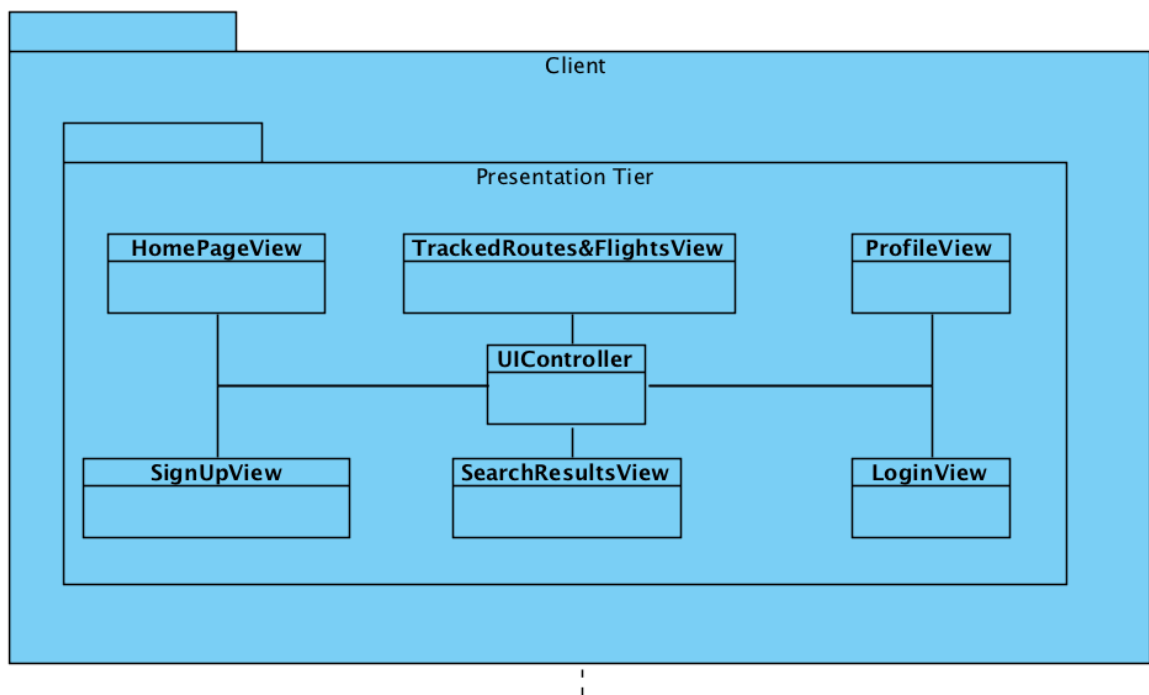 Client
Presentation Tier
HomePageView
TrackedRoutes&FlightsView
ProfileView
UIController
SignUpView
SearchResultsView
LoginView